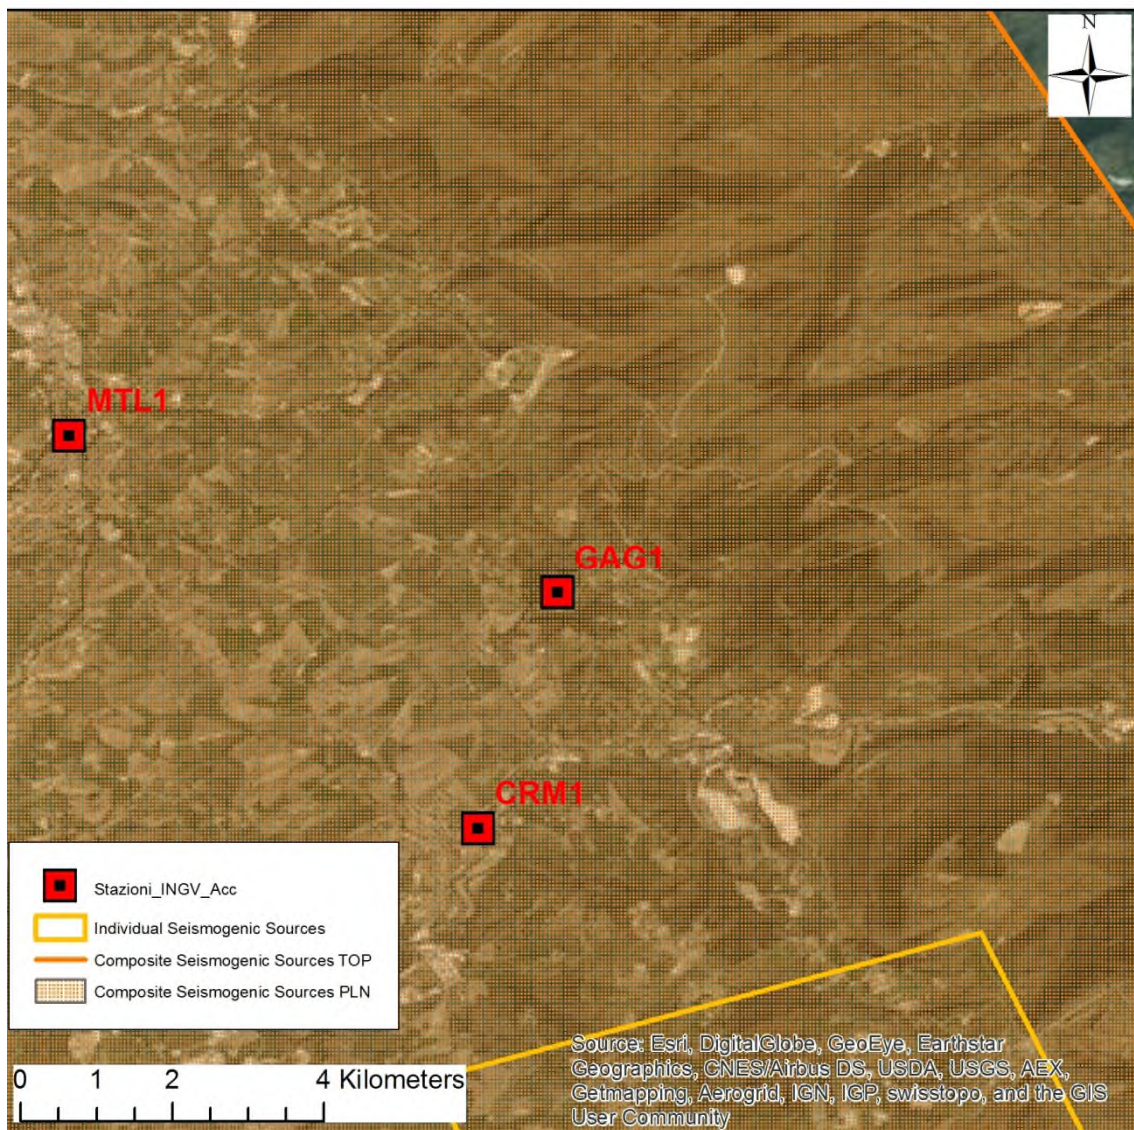 N
MTL1
GAG1
CRM1
Stazioni_INGV_Acc
Individual Seismogenic Sources
Composite Seismogenic Sources TOP
Composite Seismogenic Sources PLN
0 1 2 4 Kilometers
Source: Esri, DigitalGlobe, GeoEye, Earthstar
Geographics, CNES/Airbus DS, USDA, USGS, AEX,
Getmapping, Aerogrid, IGN, IGP, swisstopo, and the GIS
User Community